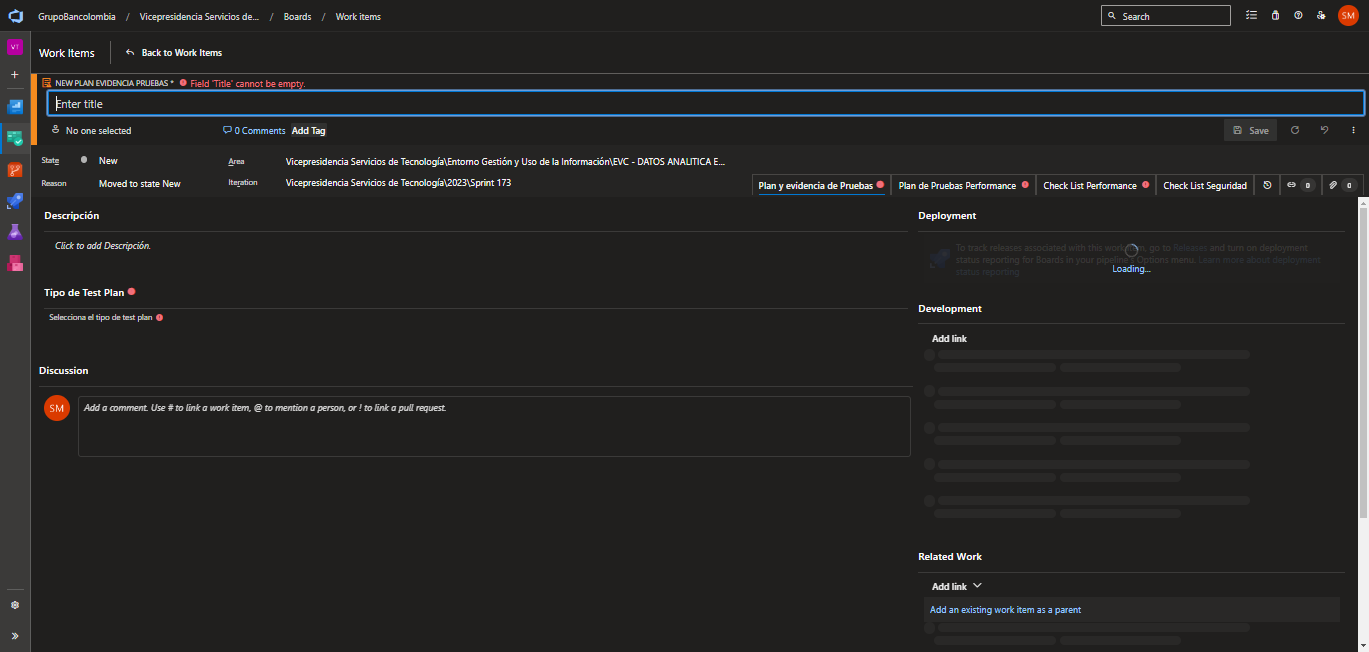 GrupoBancolombia / Vicepresidencia Servicios de... / Boards / Work items
Search
SM
VT
Work Items
Back to Work Items
NEW PLAN EVIDENCIA PRUEBAS * Field 'Title' cannot be empty.
Enter title
No one selected
0 Comments
Add Tag
Save
State New
Area Vicepresidencia Servicios de Tecnología\Entorno Gestión y Uso de la Información\EVC - DATOS ANALITICA E...
Reason Moved to state New
Iteration Vicepresidencia Servicios de Tecnología\2023\Sprint 173
Plan y evidencia de Pruebas
Plan de Pruebas Performance
Check List Performance
Check List Seguridad
0
0
Descripción
Click to add Descripción.
Tipo de Test Plan
Selecciona el tipo de test plan
Discussion
SM
Add a comment. Use # to link a work item, @ to mention a person, or ! to link a pull request.
Deployment
To track releases associated with this work item, go to Releases and turn on deployment
status reporting for Boards in your pipeline's Options menu. Learn more about deployment
status reporting
Loading...
Development
Add link
Related Work
Add link
Add an existing work item as a parent